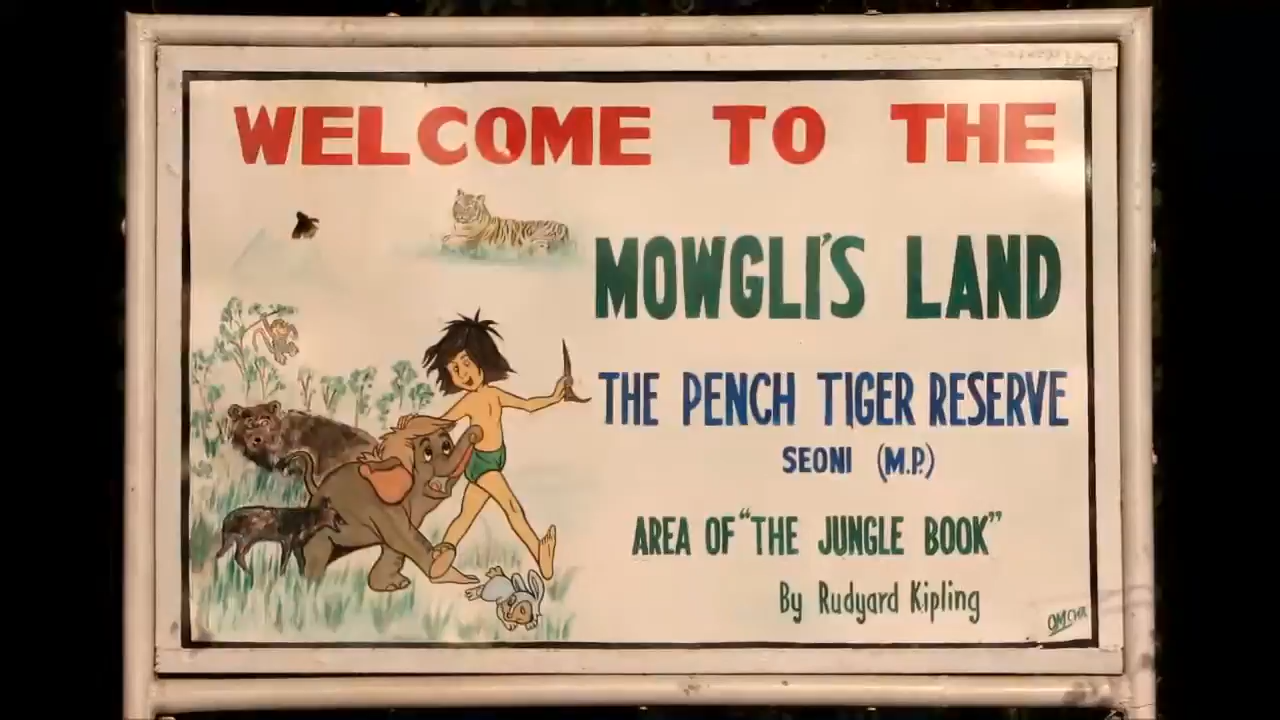 WELCOME TO THE
MOWGLI'S LAND
THE PENCH TIGER RESERVE
SEONI (M.P.)
AREA OF "THE JUNGLE BOOK"
By Rudyard Kipling